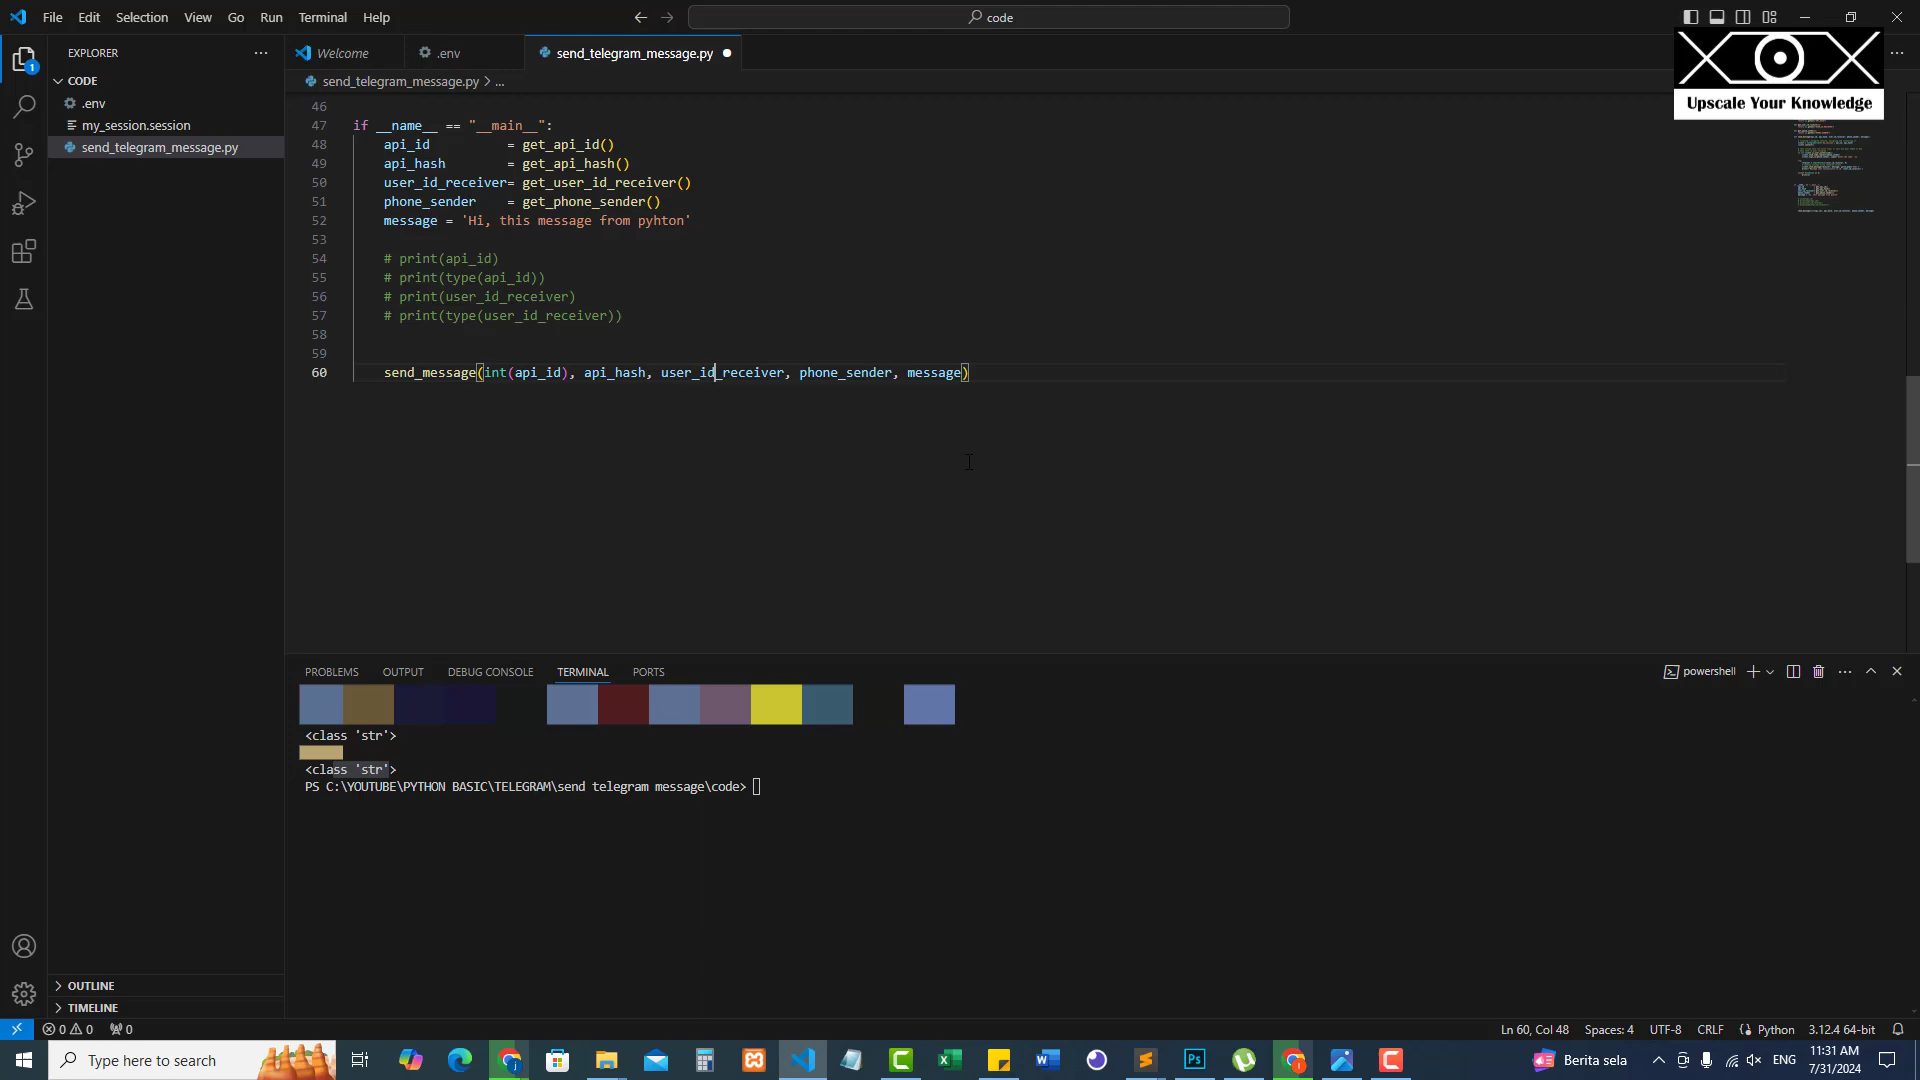 File Edit Selection View Go Run Terminal Help
code
EXPLORER
Welcome
.env
send_telegram_message.py
Upscale Your Knowledge
1
CODE
.env
my_session.session
send_telegram_message.py
send_telegram_message.py > ...
46
47 if __name__ == "__main__":
48 api_id = get_api_id()
49 api_hash = get_api_hash()
50 user_id_receiver= get_user_id_receiver()
51 phone_sender = get_phone_sender()
52 message = 'Hi, this message from pyhton'
53
54 # print(api_id)
55 # print(type(api_id))
56 # print(user_id_receiver)
57 # print(type(user_id_receiver))
58
59
60 send_message(int(api_id), api_hash, user_id_receiver, phone_sender, message)
PROBLEMS OUTPUT DEBUG CONSOLE TERMINAL PORTS
powershell
<class 'str'>
<class 'str'>
PS C:\YOUTUBE\PYTHON BASIC\TELEGRAM\send telegram message\code>
OUTLINE
TIMELINE
0 0 0
Ln 60, Col 48 Spaces: 4 UTF-8 CRLF Python 3.12.4 64-bit
Type here to search
Berita sela
ENG
11:31 AM
7/31/2024